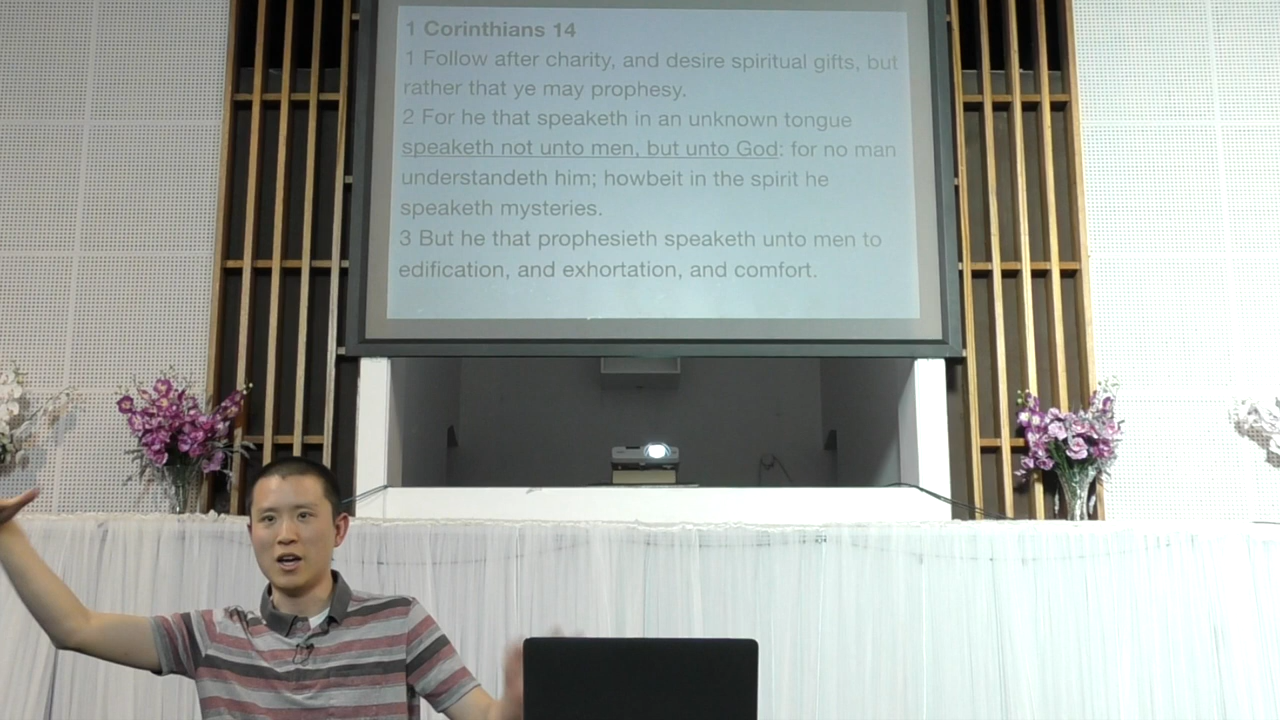 1 Corinthians 14
1 Follow after charity, and desire spiritual gifts, but
rather that ye may prophesy.
2 For he that speaketh in an unknown tongue
speaketh not unto men, but unto God: for no man
understandeth him; howbeit in the spirit he
speaketh mysteries.
3 But he that prophesieth speaketh unto men to
edification, and exhortation, and comfort.